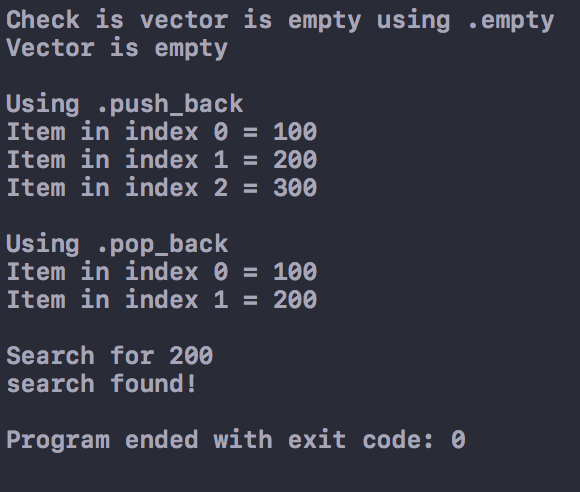 Check is vector is empty using .empty
Vector is empty
Using .push_back
Item in index 0 = 100
Item in index 1 = 200
Item in index 2 = 300
Using .pop_back
Item in index 0 = 100
Item in index 1 = 200
Search for 200
search found!
Program ended with exit code: 0